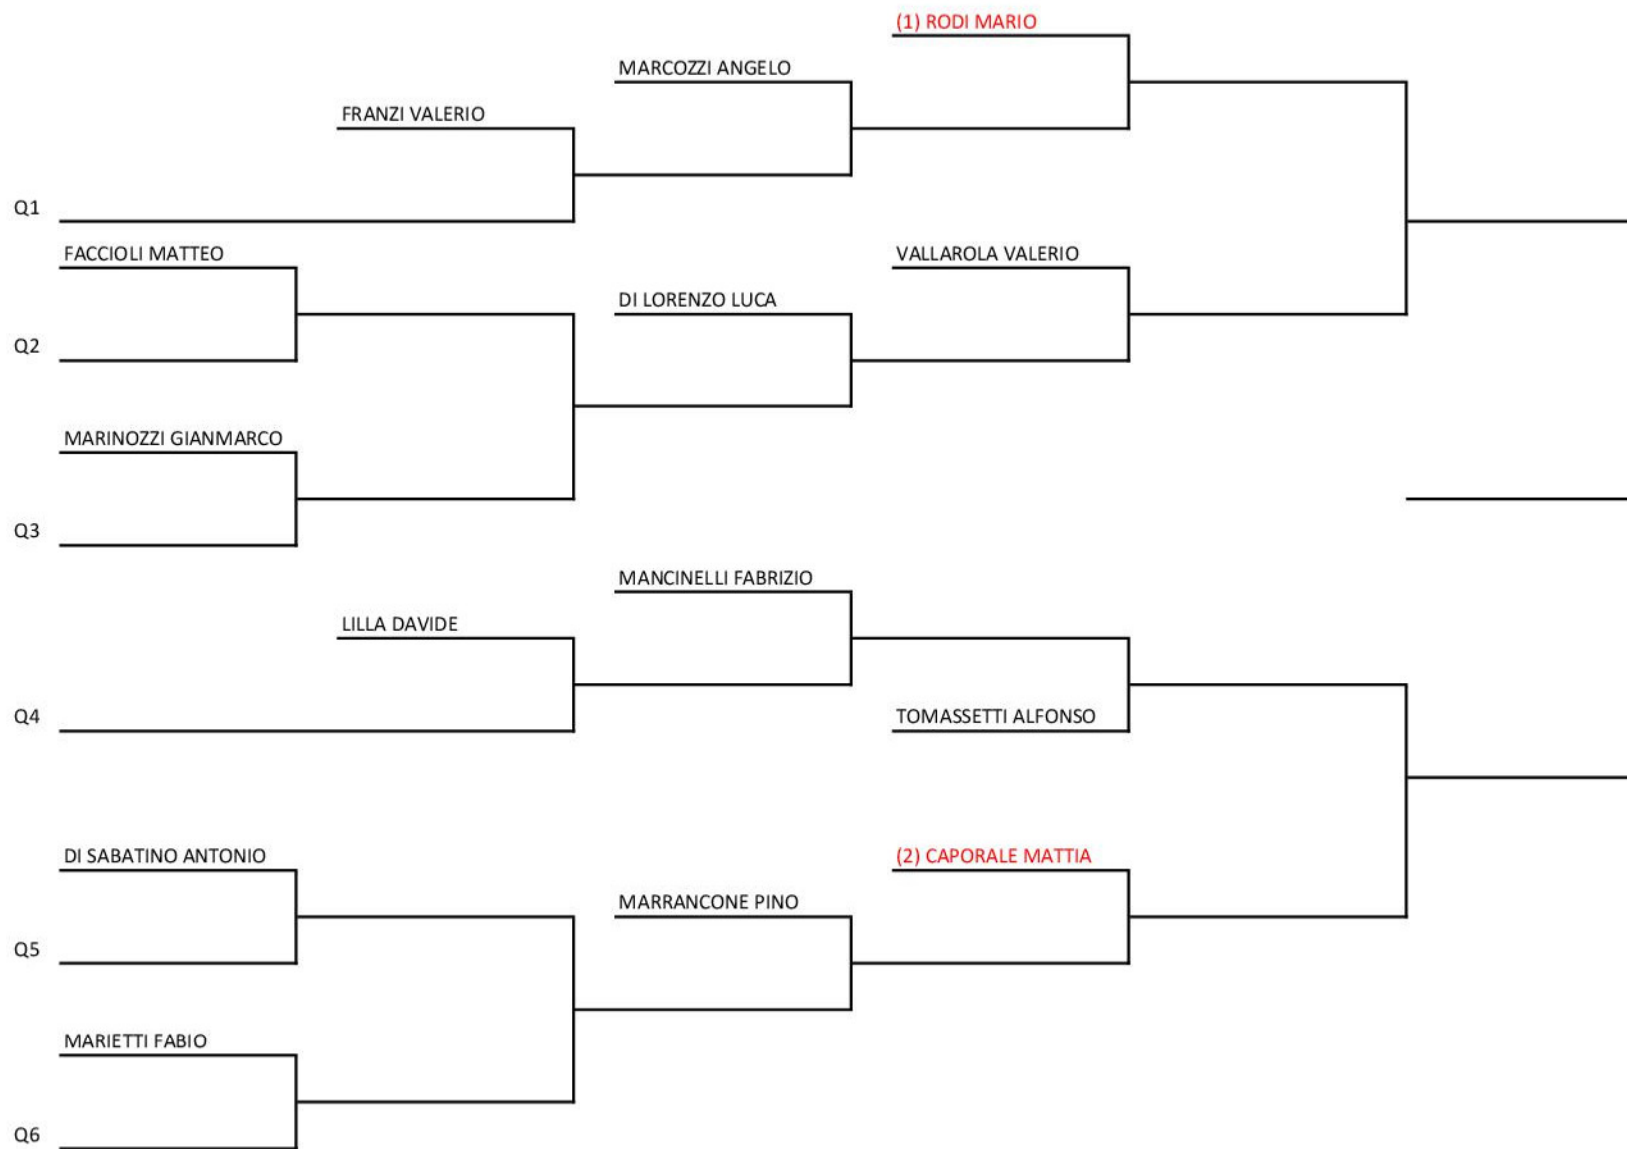 (1) RODI MARIO
MARCOZZI ANGELO
FRANZI VALERIO
Q1
FACCIOLI MATTEO
VALLAROLA VALERIO
DI LORENZO LUCA
Q2
MARINOZZI GIANMARCO
Q3
MANCINELLI FABRIZIO
LILLA DAVIDE
Q4
TOMASSETTI ALFONSO
DI SABATINO ANTONIO
(2) CAPORALE MATTIA
MARRANCONE PINO
Q5
MARIETTI FABIO
Q6